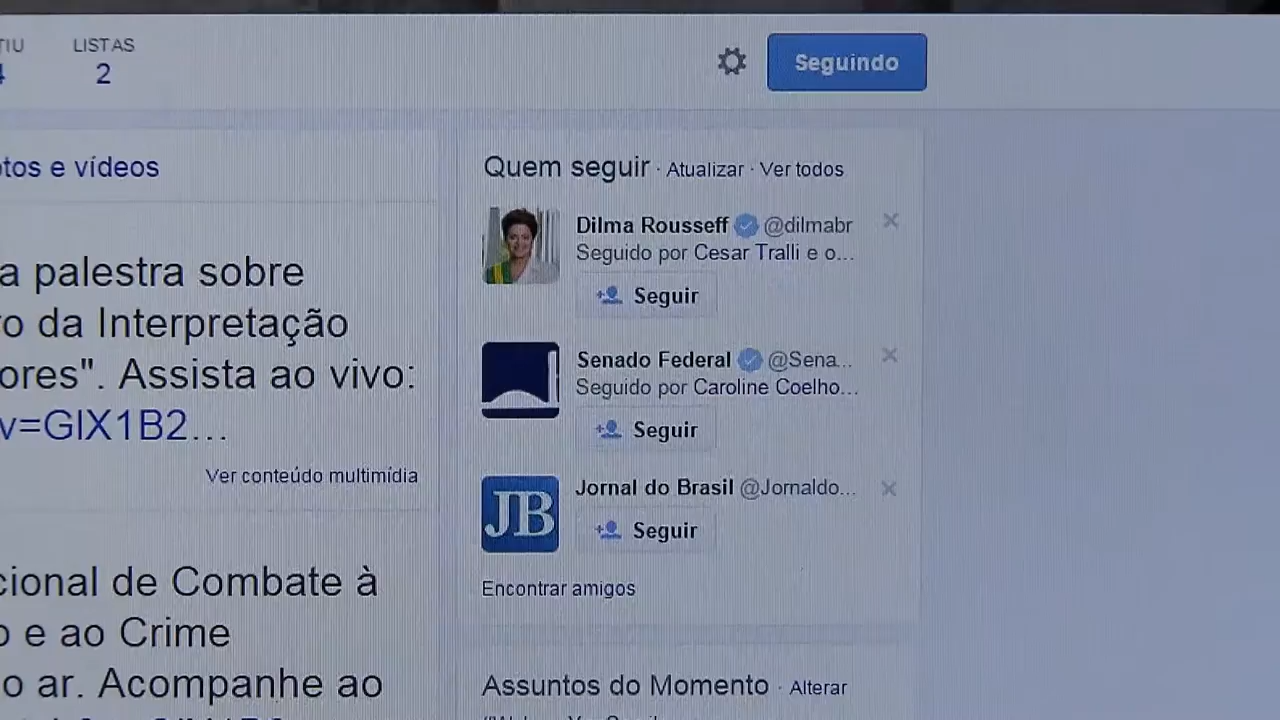 LISTAS
2
Seguindo
otos e vídeos
a palestra sobre
o da Interpretação
ores". Assista ao vivo:
v=GIX1B2...
Ver conteúdo multimídia
cional de Combate à
o e ao Crime
o ar. Acompanhe ao
Quem seguir · Atualizar · Ver todos
Dilma Rousseff @dilmabr
Seguido por Cesar Tralli e o...
Seguir
Senado Federal @Sena...
Seguido por Caroline Coelho...
Seguir
JB
Jornal do Brasil @Jornaldo...
Seguir
Encontrar amigos
Assuntos do Momento · Alterar